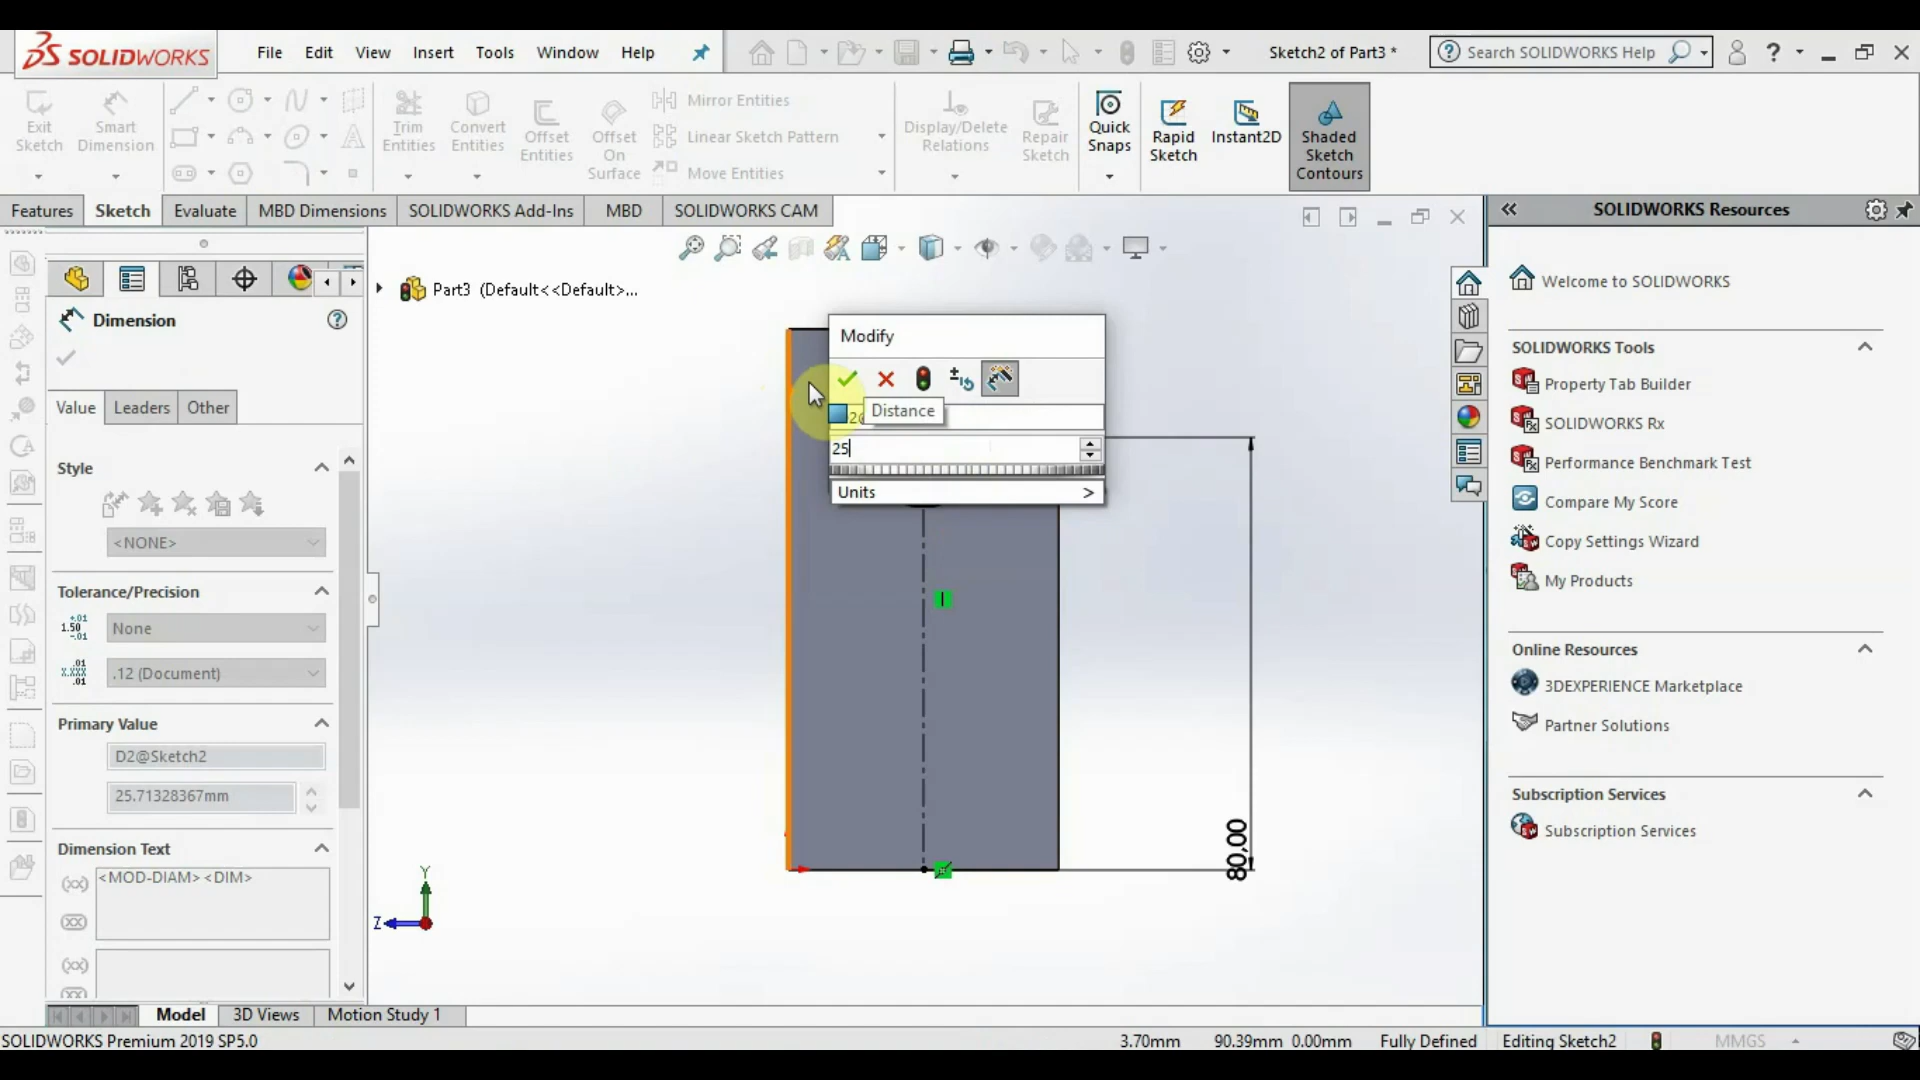 SOLIDWORKS File Edit View Insert Tools Window Help Sketch2 of Part3 * Search SOLIDWORKS Help ?
Exit Sketch
Smart Dimension
Trim Entities
Convert Entities
Offset Entities
Offset On Surface
Mirror Entities
Linear Sketch Pattern
Move Entities
Display/Delete Relations
Repair Sketch
Quick Snaps
Rapid Sketch
Instant2D
Shaded Sketch Contours
Features Sketch Evaluate MBD Dimensions SOLIDWORKS Add-Ins MBD SOLIDWORKS CAM
Part3 (Default<<Default>...
Dimension
Value Leaders Other
Style
<NONE>
Tolerance/Precision
1.50 +.01 -.01
None
.01 X.XXX .01
.12 (Document)
Primary Value
D2@Sketch2
25.71328367mm
Dimension Text
<MOD-DIAM><DIM>
Modify
Distance
25
Units >
80,00
Y
Z
SOLIDWORKS Resources
Welcome to SOLIDWORKS
SOLIDWORKS Tools
Property Tab Builder
SOLIDWORKS Rx
Performance Benchmark Test
Compare My Score
Copy Settings Wizard
My Products
Online Resources
3DEXPERIENCE Marketplace
Partner Solutions
Subscription Services
Subscription Services
Model 3D Views Motion Study 1
SOLIDWORKS Premium 2019 SP5.0 3.70mm 90.39mm 0.00mm Fully Defined Editing Sketch2 MMGS